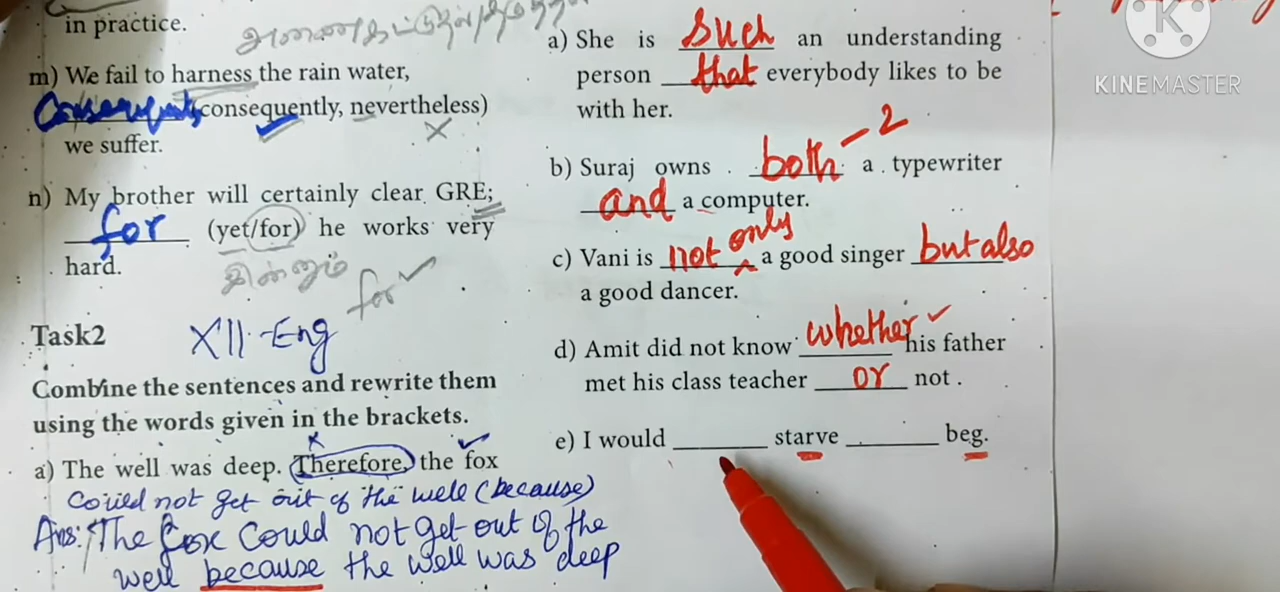 in practice.
m) We fail to harness the rain water,
consequently, nevertheless)
we suffer.
n) My brother will certainly clear GRE;
for (yet/for) he works very
hard.
இன்னும்
for
Task2
XII-Eng
Combine the sentences and rewrite them
using the words given in the brackets.
a) The well was deep. Therefore, the fox
could not get out of the well (because)
Ans: The fox could not get out of the
well because the well was deep
a) She is such an understanding
person that everybody likes to be
with her.
b) Suraj owns both - 2 a typewriter
and a computer.
c) Vani is not only a good singer but also
a good dancer.
d) Amit did not know whether his father
met his class teacher or not .
e) I would ______ starve ______ beg.
K
KINEMASTER